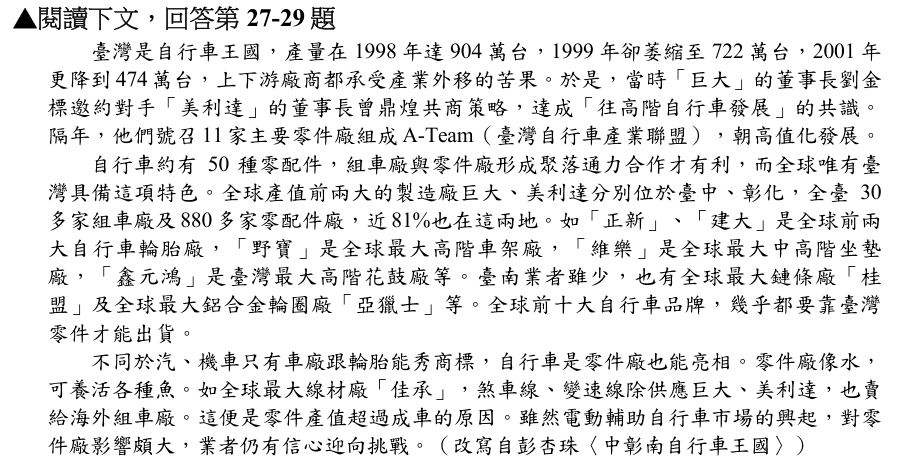 ▲閱讀下文，回答第 27-29 題
臺灣是自行車王國，產量在 1998 年達 904 萬台，1999 年卻萎縮至 722 萬台，2001 年
更降到 474 萬台，上下游廠商都承受產業外移的苦果。於是，當時「巨大」的董事長劉金
標邀約對手「美利達」的董事長曾鼎煌共商策略，達成「往高階自行車發展」的共識。
隔年，他們號召 11 家主要零件廠組成 A-Team（臺灣自行車產業聯盟），朝高值化發展。
自行車約有 50 種零配件，組車廠與零件廠形成聚落通力合作才有利，而全球唯有臺
灣具備這項特色。全球產值前兩大的製造廠巨大、美利達分別位於臺中、彰化，全臺 30
多家組車廠及 880 多家零配件廠，近 81%也在這兩地。如「正新」、「建大」是全球前兩
大自行車輪胎廠，「野寶」是全球最大高階車架廠，「維樂」是全球最大中高階坐墊
廠，「鑫元鴻」是臺灣最大高階花鼓廠等。臺南業者雖少，也有全球最大鏈條廠「桂
盟」及全球最大鋁合金輪圈廠「亞獵士」等。全球前十大自行車品牌，幾乎都要靠臺灣
零件才能出貨。
不同於汽、機車只有車廠跟輪胎能秀商標，自行車是零件廠也能亮相。零件廠像水，
可養活各種魚。如全球最大線材廠「佳承」，煞車線、變速線除供應巨大、美利達，也賣
給海外組車廠。這便是零件產值超過成車的原因。雖然電動輔助自行車市場的興起，對零
件廠影響頗大，業者仍有信心迎向挑戰。（改寫自彭杏珠〈中彰南自行車王國〉）